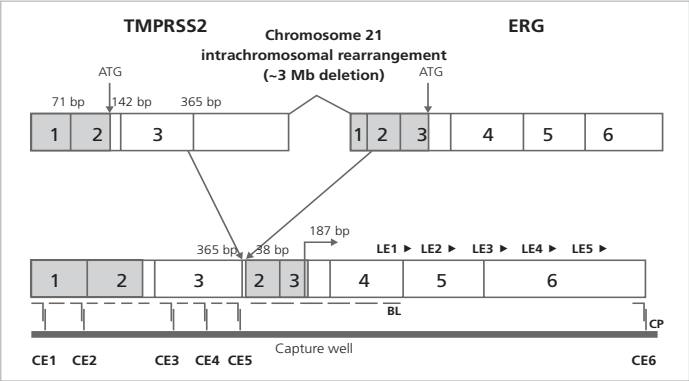 TMPRSS2
Chromosome 21
intrachromosomal rearrangement
(~3 Mb deletion)
ERG
ATG
ATG
71 bp
142 bp
365 bp
1 2 3
1 2 3 4 5 6
187 bp
365 bp
38 bp
LE1 ► LE2 ► LE3 ► LE4 ► LE5 ►
1 2 3 2 3 4 5 6
BL
CP
Capture well
CE1 CE2 CE3 CE4 CE5 CE6